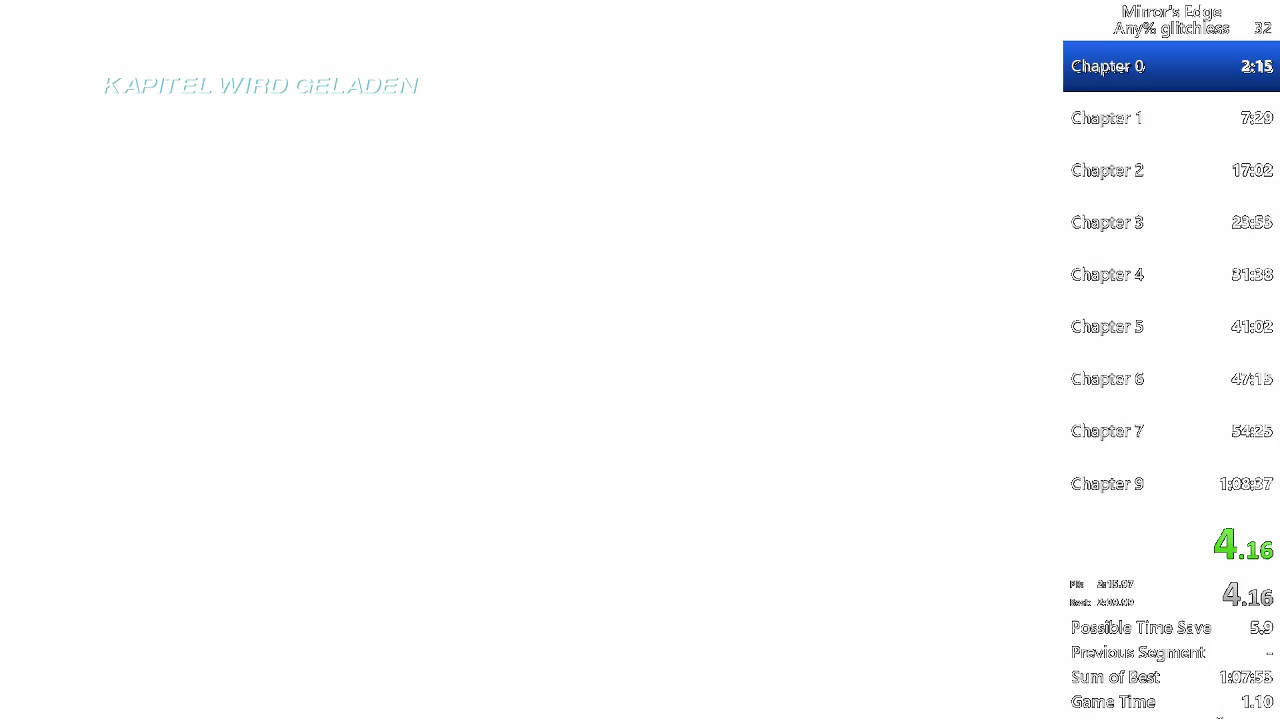 Mirror's Edge
Any% glitchless 32
KAPITEL WIRD GELADEN
Chapter 0 2:15
Chapter 1 7:29
Chapter 2 17:02
Chapter 3 23:53
Chapter 4 31:38
Chapter 5 41:02
Chapter 6 47:15
Chapter 7 54:25
Chapter 9 1:08:37
4.16
4.16
Possible Time Save 5.9
Previous Segment -
Sum of Best 1:07:53
Game Time 1.10